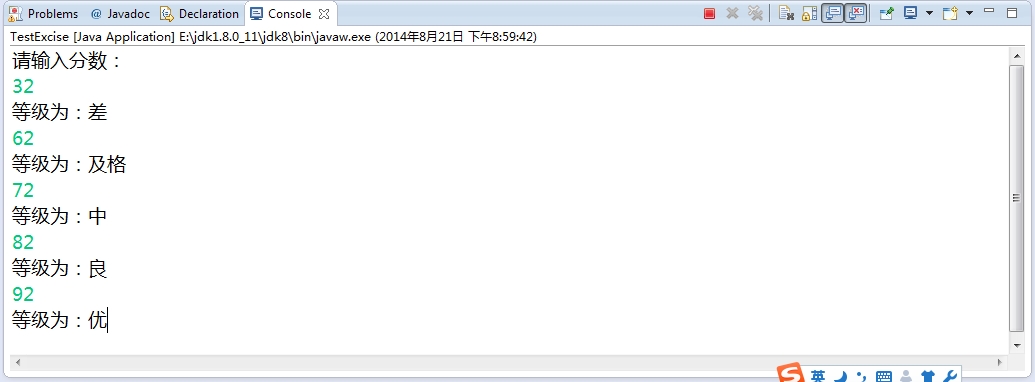 Problems @ Javadoc Declaration Console
TestExcise [Java Application] E:\jdk1.8.0_11\jdk8\bin\javaw.exe (2014年8月21日 下午8:59:42)
请输入分数：
32
等级为：差
62
等级为：及格
72
等级为：中
82
等级为：良
92
等级为：优
S 英